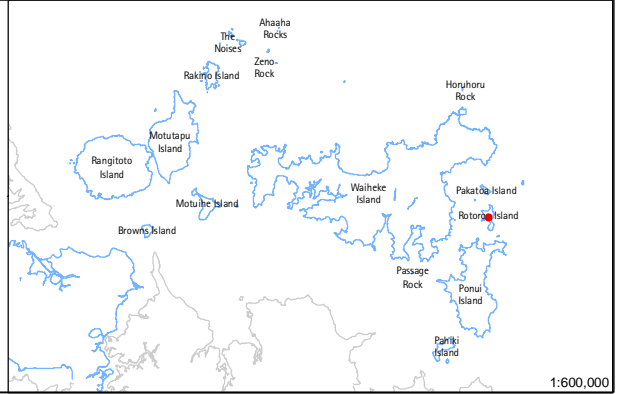 Ahaaha
Rocks
The
Noises
Zeno
Rock
Rakino Island
Horuhoru
Rock
Motutapu
Island
Rangitoto
Island
Waiheke
Island
Pakatoa Island
Motuihe Island
Rotoroa Island
Browns Island
Passage
Rock
Ponui
Island
Pahiki
Island
1:600,000